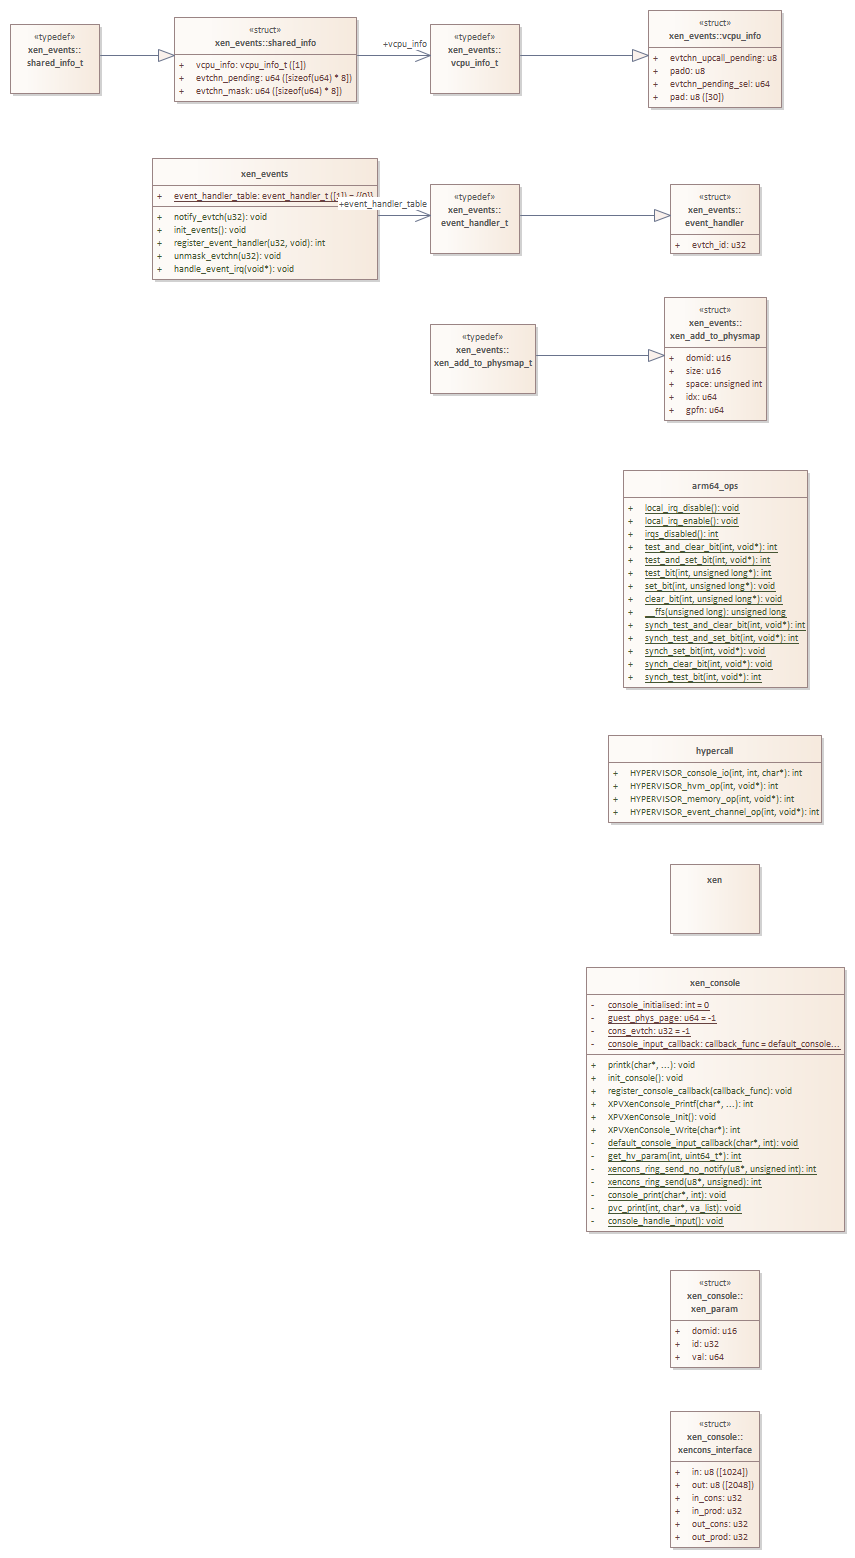 «typedef»
xen_events::
shared_info_t
«struct»
xen_events::shared_info
+ vcpu_info: vcpu_info_t ([1])
+ evtchn_pending: u64 ([sizeof(u64) * 8])
+ evtchn_mask: u64 ([sizeof(u64) * 8])
+vcpu_info
«typedef»
xen_events::
vcpu_info_t
«struct»
xen_events::vcpu_info
+ evtchn_upcall_pending: u8
+ pad0: u8
+ evtchn_pending_sel: u64
+ pad: u8 ([30])
xen_events
+ event_handler_table: event_handler_t ([1]) = {{0}}
+ notify_evtch(u32): void
+ init_events(): void
+ register_event_handler(u32, void): int
+ unmask_evtchn(u32): void
+ handle_event_irq(void*): void
+event_handler_table
«typedef»
xen_events::
event_handler_t
«struct»
xen_events::
event_handler
+ evtch_id: u32
«typedef»
xen_events::
xen_add_to_physmap_t
«struct»
xen_events::
xen_add_to_physmap
+ domid: u16
+ size: u16
+ space: unsigned int
+ idx: u64
+ gpfn: u64
arm64_ops
+ local_irq_disable(): void
+ local_irq_enable(): void
+ irqs_disabled(): int
+ test_and_clear_bit(int, void*): int
+ test_and_set_bit(int, void*): int
+ test_bit(int, unsigned long*): int
+ set_bit(int, unsigned long*): void
+ clear_bit(int, unsigned long*): void
+ __ffs(unsigned long): unsigned long
+ synch_test_and_clear_bit(int, void*): int
+ synch_test_and_set_bit(int, void*): int
+ synch_set_bit(int, void*): void
+ synch_clear_bit(int, void*): void
+ synch_test_bit(int, void*): int
hypercall
+ HYPERVISOR_console_io(int, int, char*): int
+ HYPERVISOR_hvm_op(int, void*): int
+ HYPERVISOR_memory_op(int, void*): int
+ HYPERVISOR_event_channel_op(int, void*): int
xen
xen_console
- console_initialised: int = 0
- guest_phys_page: u64 = -1
- cons_evtch: u32 = -1
- console_input_callback: callback_func = default_console...
+ printk(char*, ...): void
+ init_console(): void
+ register_console_callback(callback_func): void
+ XPVXenConsole_Printf(char*, ...): int
+ XPVXenConsole_Init(): void
+ XPVXenConsole_Write(char*): int
- default_console_input_callback(char*, int): void
- get_hv_param(int, uint64_t*): int
- xencons_ring_send_no_notify(u8*, unsigned int): int
- xencons_ring_send(u8*, unsigned): int
- console_print(char*, int): void
- pvc_print(int, char*, va_list): void
- console_handle_input(): void
«struct»
xen_console::
xen_param
+ domid: u16
+ id: u32
+ val: u64
«struct»
xen_console::
xencons_interface
+ in: u8 ([1024])
+ out: u8 ([2048])
+ in_cons: u32
+ in_prod: u32
+ out_cons: u32
+ out_prod: u32